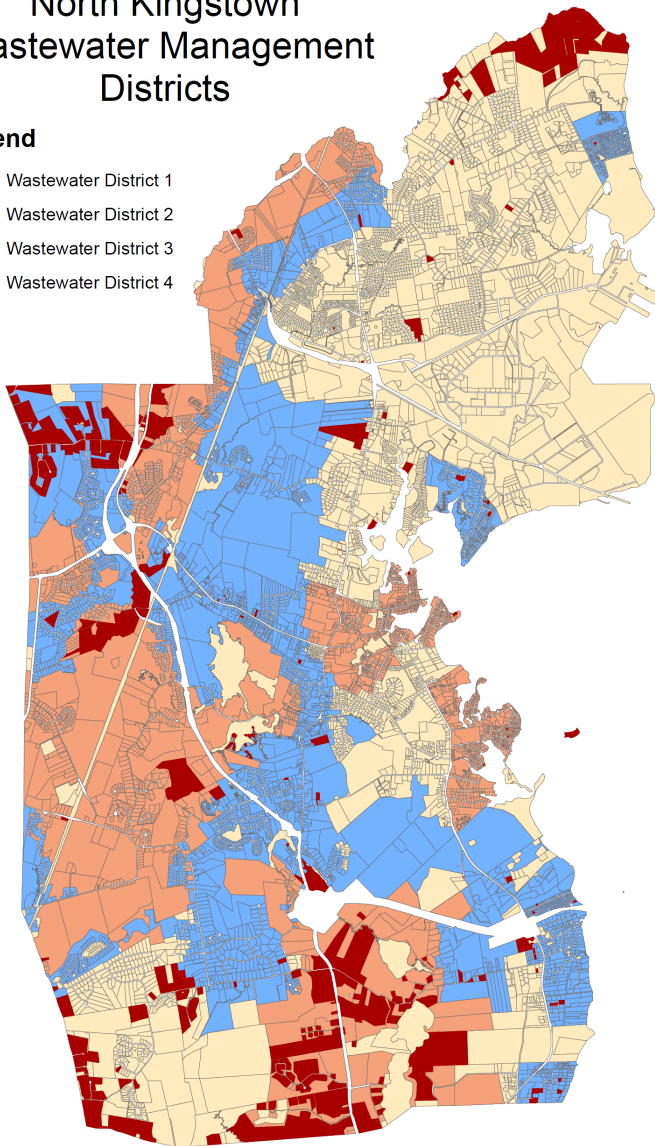 North Kingstown
astewater Management
Districts
end
Wastewater District 1
Wastewater District 2
Wastewater District 3
Wastewater District 4